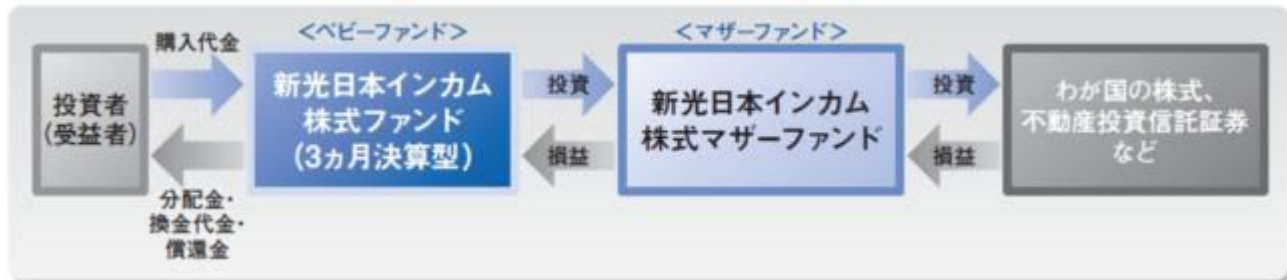 投資者
(受益者)
購入代金
分配金・
換金代金・
償還金
<ベビーファンド>
新光日本インカム
株式ファンド
(3ヵ月決算型)
投資
損益
<マザーファンド>
新光日本インカム
株式マザーファンド
投資
損益
わが国の株式、
不動産投資信託証券
など